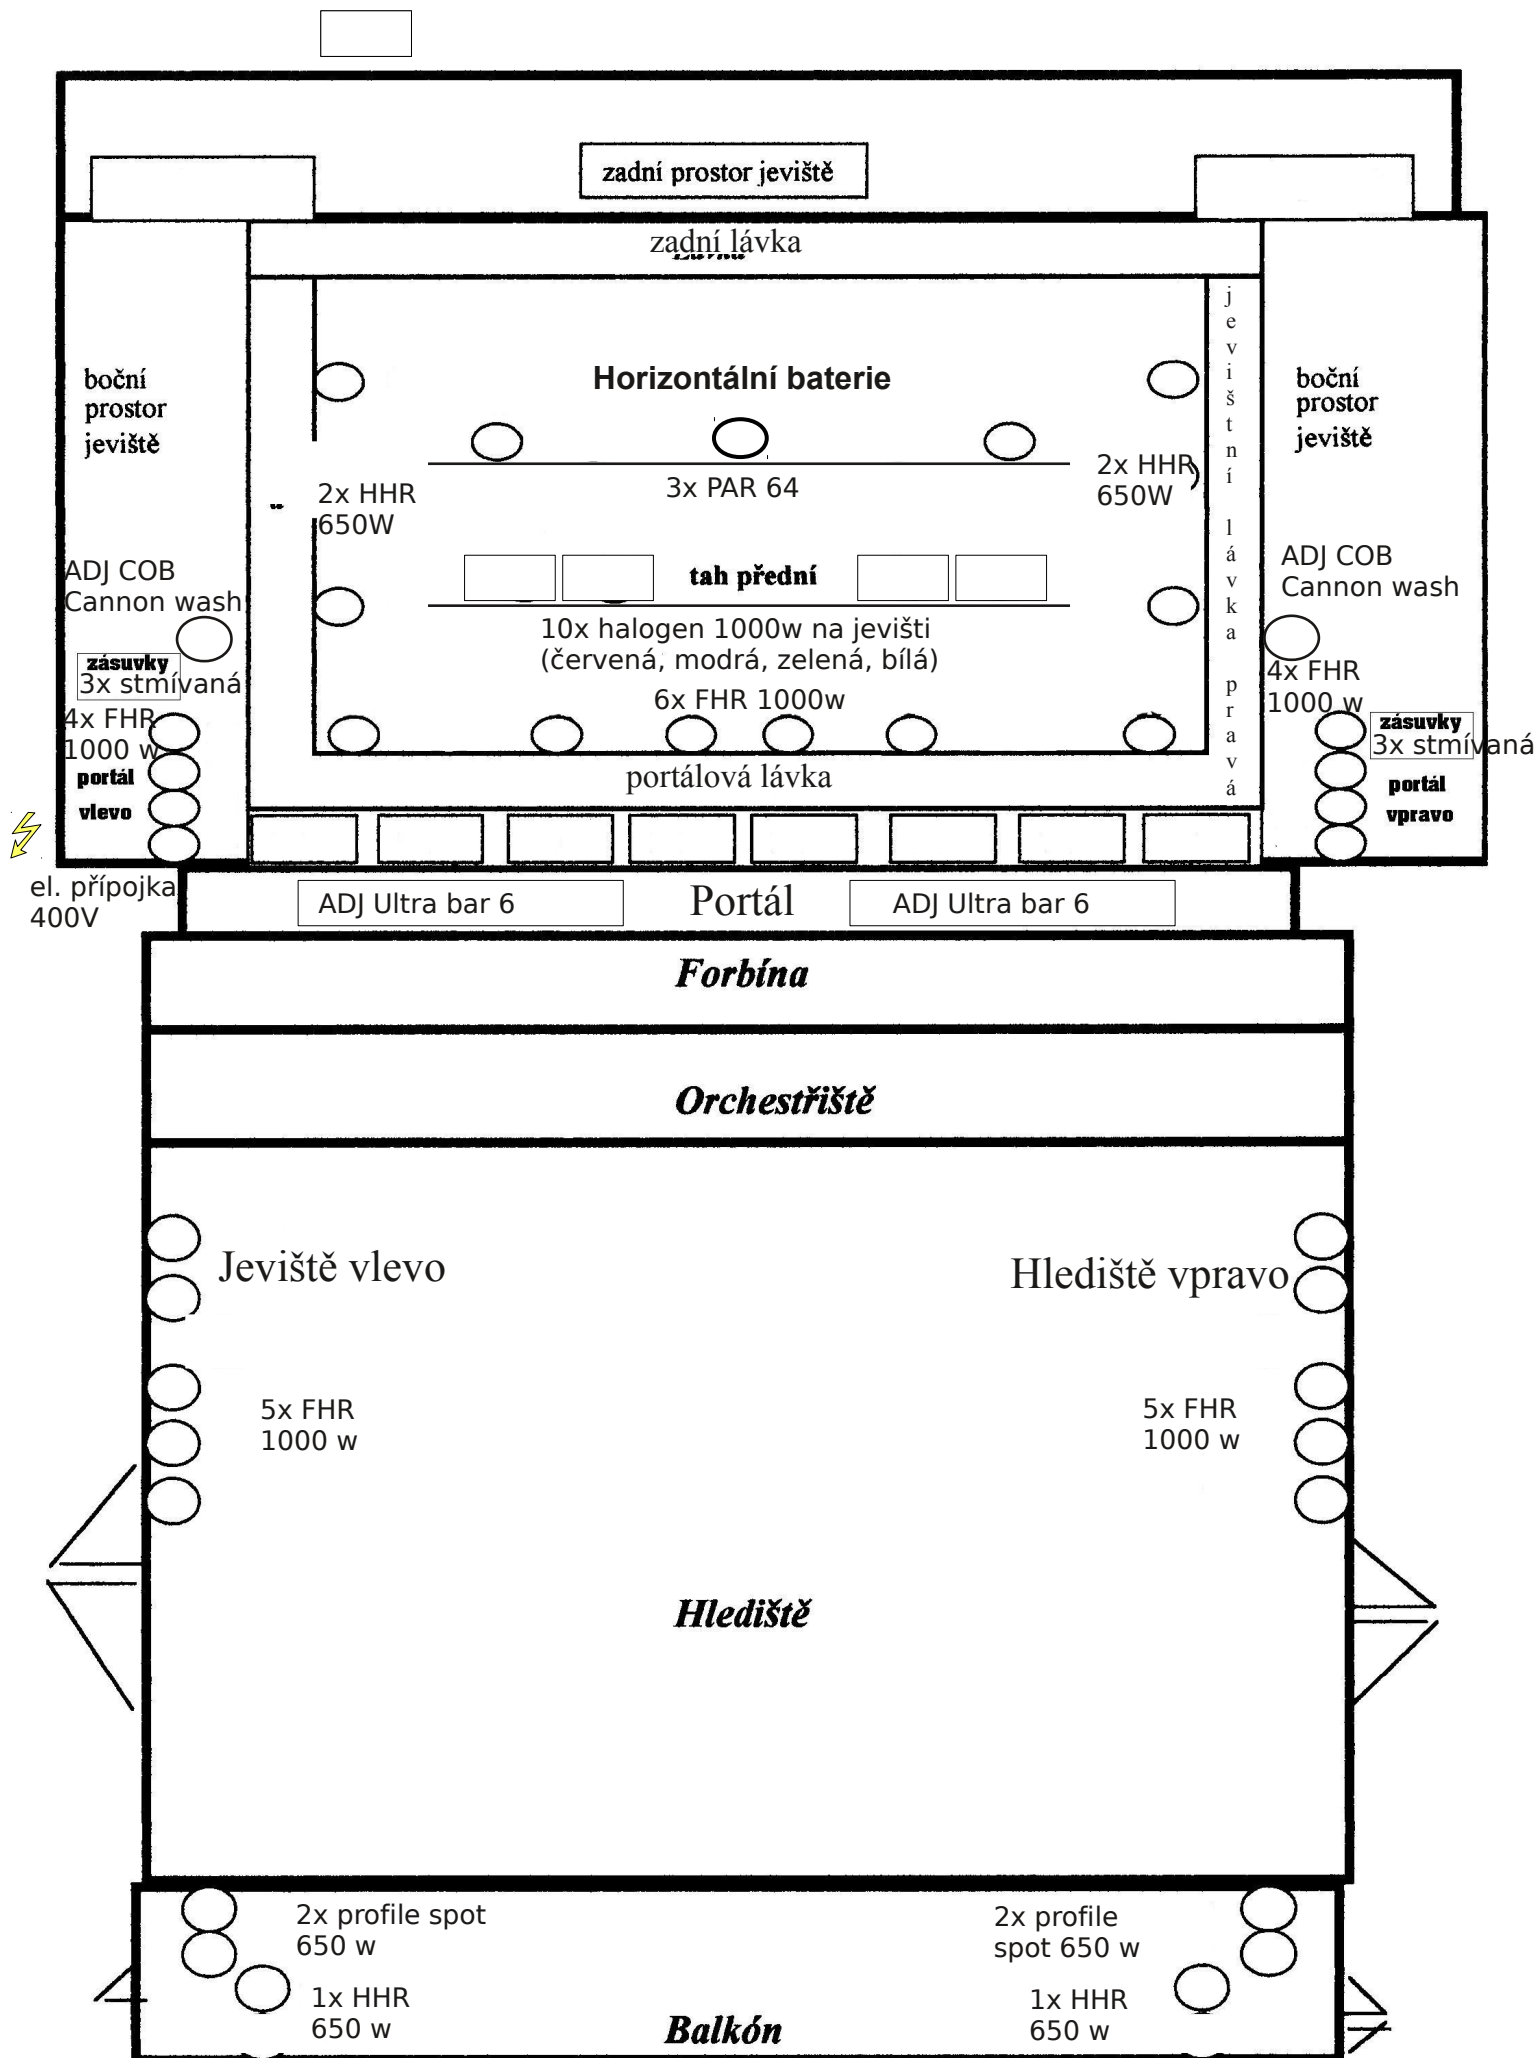 zadní prostor jeviště
zadní lávka
jevištní lávka pravá
boční
prostor
jeviště
Horizontální baterie
boční
prostor
jeviště
3x PAR 64
2x HHR
650W
2x HHR
650W
ADJ COB
Cannon wash
tah přední
ADJ COB
Cannon wash
10x halogen 1000w na jevišti
(červená, modrá, zelená, bílá)
zásuvky
3x stmívaná
6x FHR 1000w
4x FHR
1000 w
4x FHR
1000 w
zásuvky
3x stmívaná
portál
vlevo
portálová lávka
portál
vpravo
el. přípojka
400V
ADJ Ultra bar 6
Portál
ADJ Ultra bar 6
Forbína
Orchestřiště
Jeviště vlevo
Hlediště vpravo
5x FHR
1000 w
5x FHR
1000 w
Hlediště
2x profile spot
650 w
2x profile
spot 650 w
1x HHR
650 w
1x HHR
650 w
Balkón